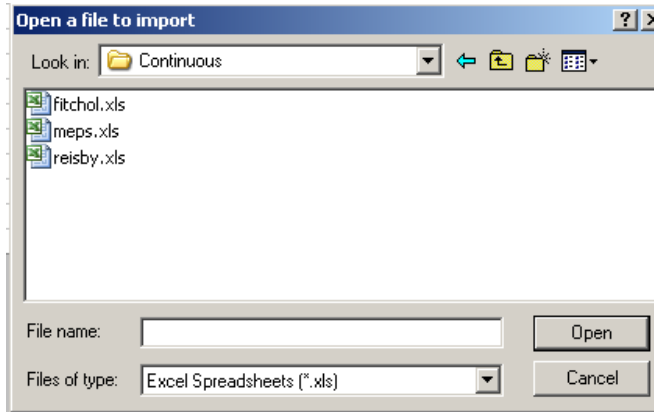 Open a file to import
Look in: Continuous
fitchol.xls
meps.xls
reisby.xls
File name: Open
Files of type: Excel Spreadsheets (*.xls) Cancel